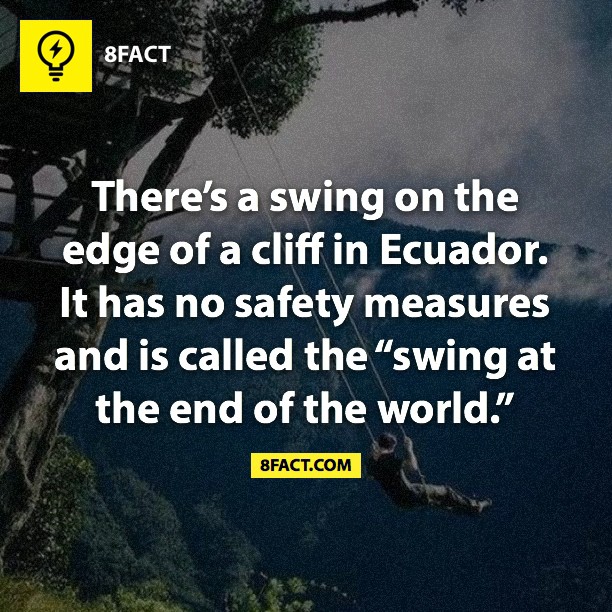 8FACT
There’s a swing on the
edge of a cliff in Ecuador.
It has no safety measures
and is called the “swing at
the end of the world.”
8FACT.COM